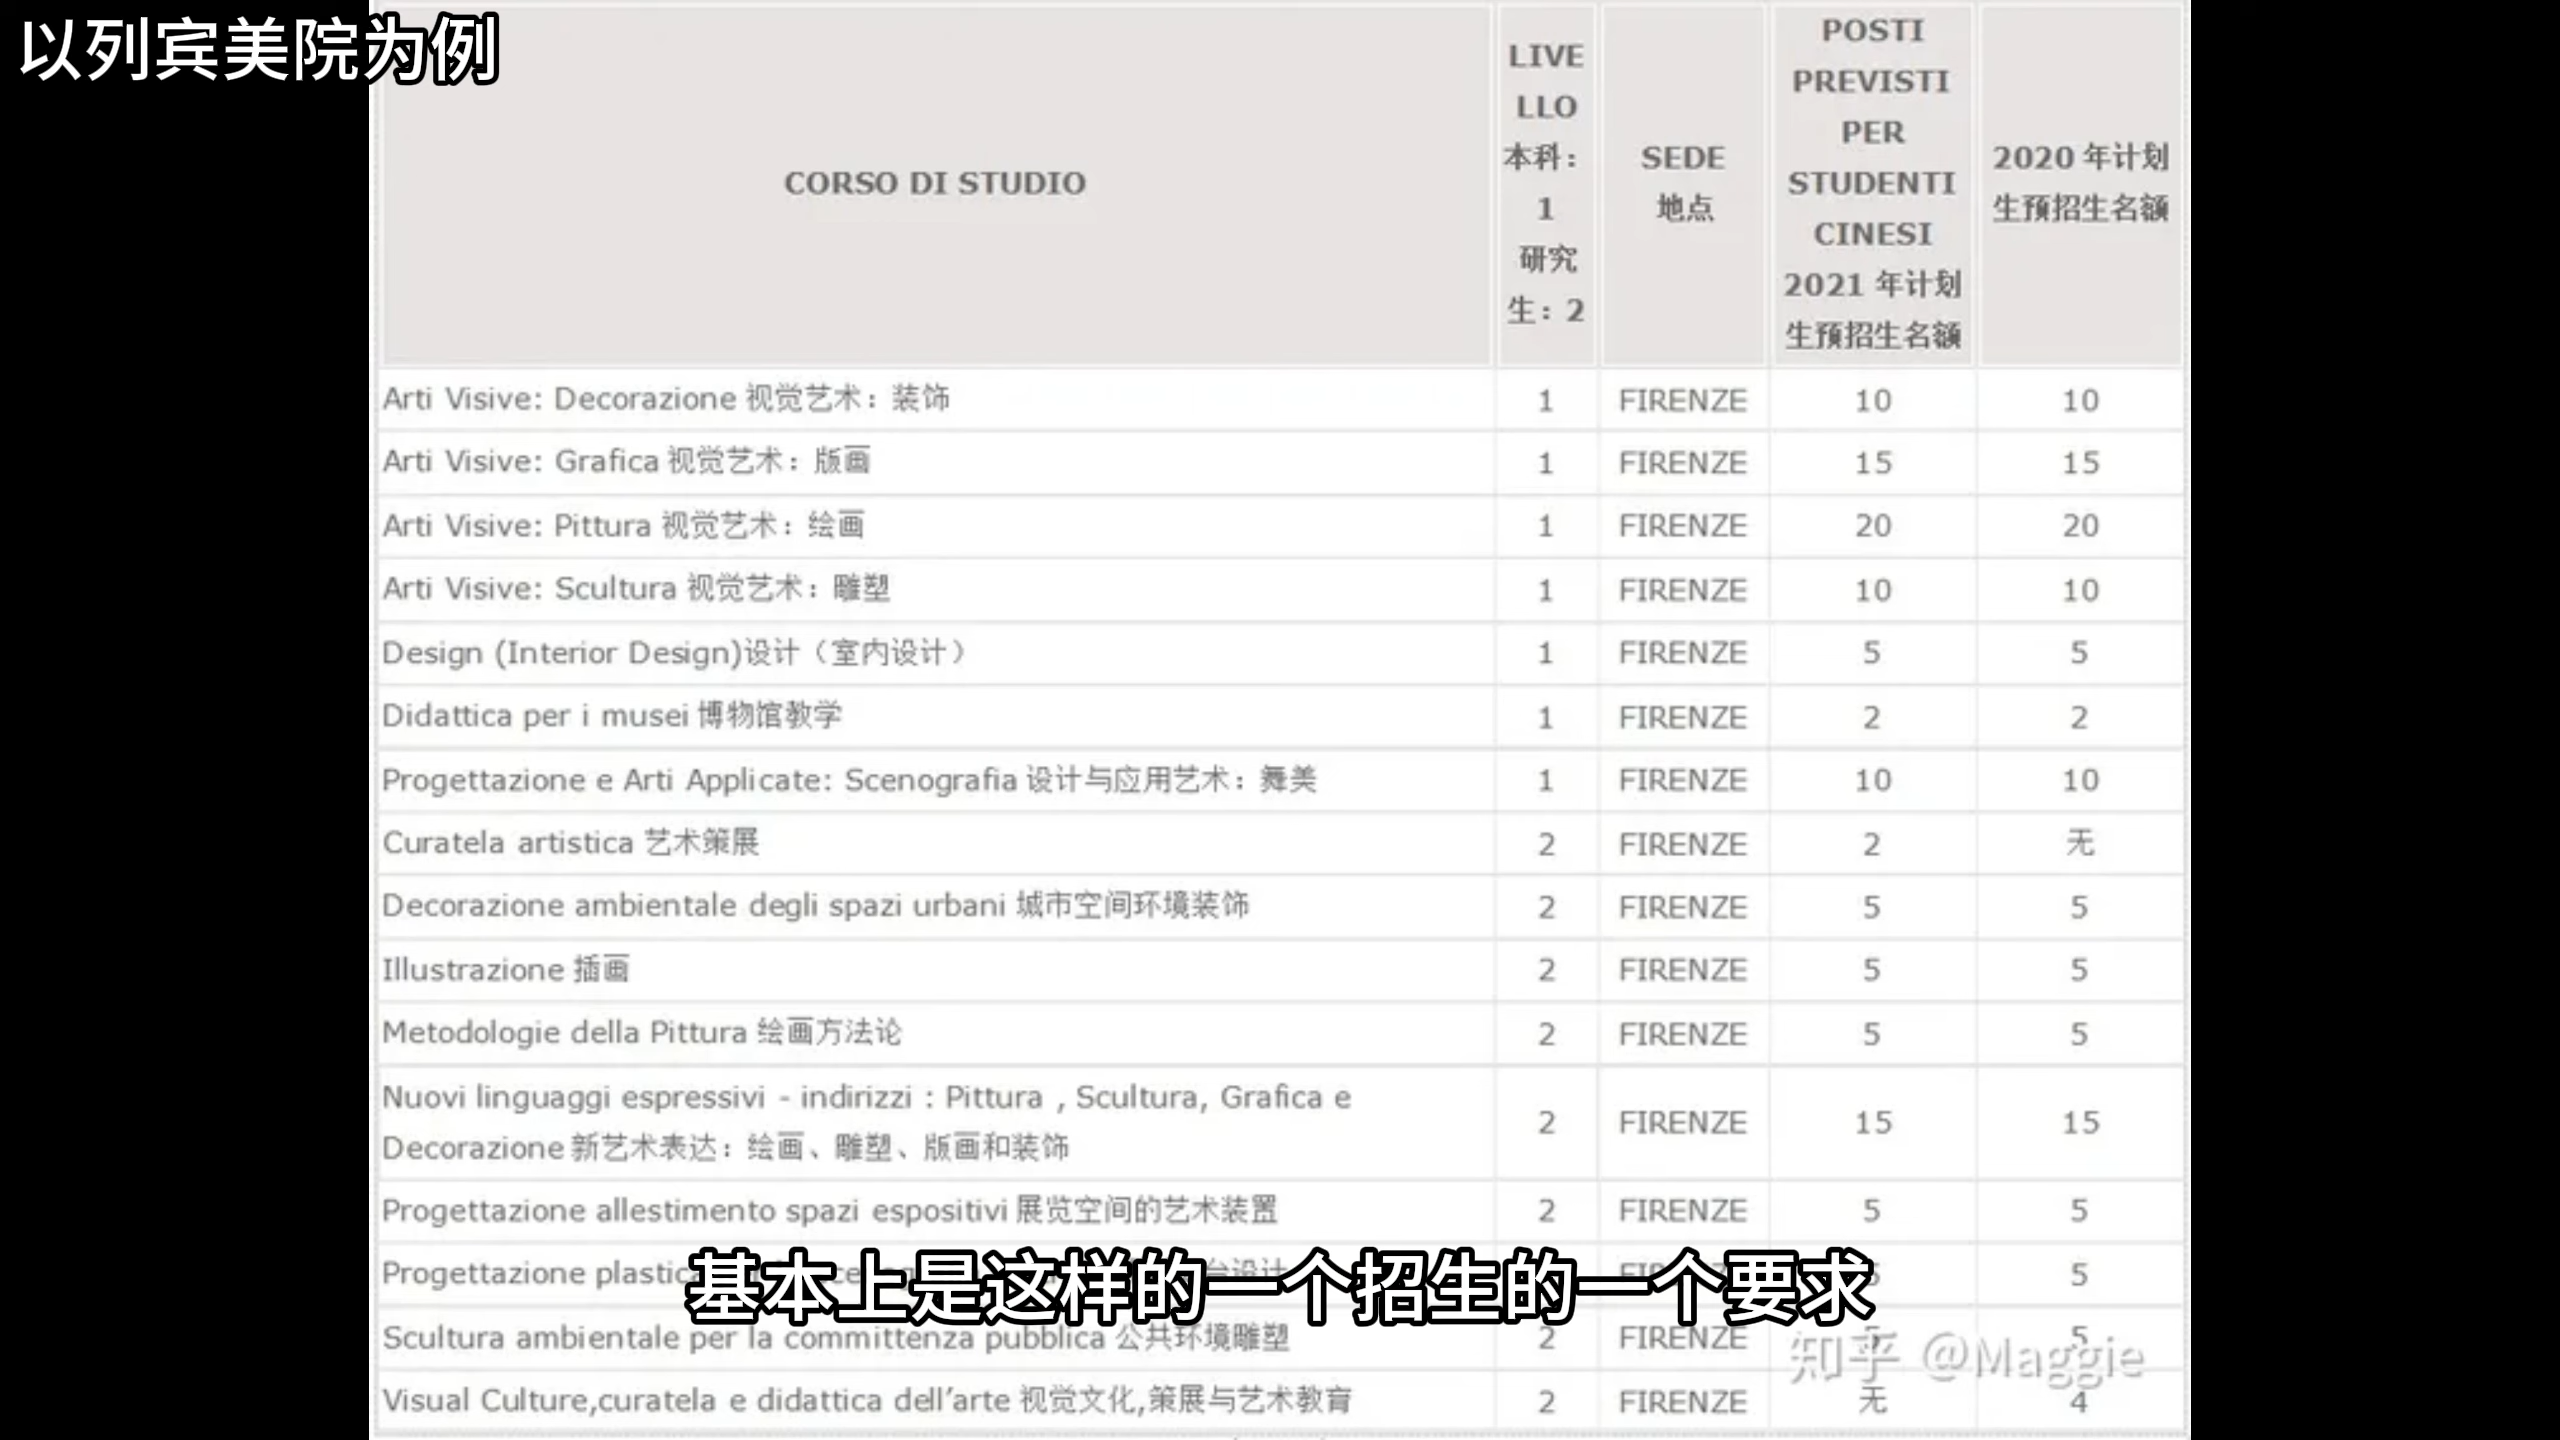 以列宾美院为例
CORSO DI STUDIO
LIVE
LLO
本科：
1
研究
生：2
SEDE
地点
POSTI
PREVISTI
PER
STUDENTI
CINESI
2021 年计划
生预招生名额
2020 年计划
生预招生名额
Arti Visive: Decorazione 视觉艺术：装饰 1 FIRENZE 10 10
Arti Visive: Grafica 视觉艺术：版画 1 FIRENZE 15 15
Arti Visive: Pittura 视觉艺术：绘画 1 FIRENZE 20 20
Arti Visive: Scultura 视觉艺术：雕塑 1 FIRENZE 10 10
Design (Interior Design)设计（室内设计） 1 FIRENZE 5 5
Didattica per i musei 博物馆教学 1 FIRENZE 2 2
Progettazione e Arti Applicate: Scenografia 设计与应用艺术：舞美 1 FIRENZE 10 10
Curatela artistica 艺术策展 2 FIRENZE 2 无
Decorazione ambientale degli spazi urbani 城市空间环境装饰 2 FIRENZE 5 5
Illustrazione 插画 2 FIRENZE 5 5
Metodologie della Pittura 绘画方法论 2 FIRENZE 5 5
Nuovi linguaggi espressivi - indirizzi : Pittura , Scultura, Grafica e
Decorazione 新艺术表达：绘画、雕塑、版画和装饰 2 FIRENZE 15 15
Progettazione allestimento spazi espositivi 展览空间的艺术装置 2 FIRENZE 5 5
Progettazione 5
基本上是这样的一个招生的一个要求
Scultura ambientale per la committenza pubblica 公共环境雕塑 2 FIRENZE 5 5
知乎 @Maggie
Visual Culture,curatela e didattica dell'arte 视觉文化,策展与艺术教育 2 FIRENZE 无 4